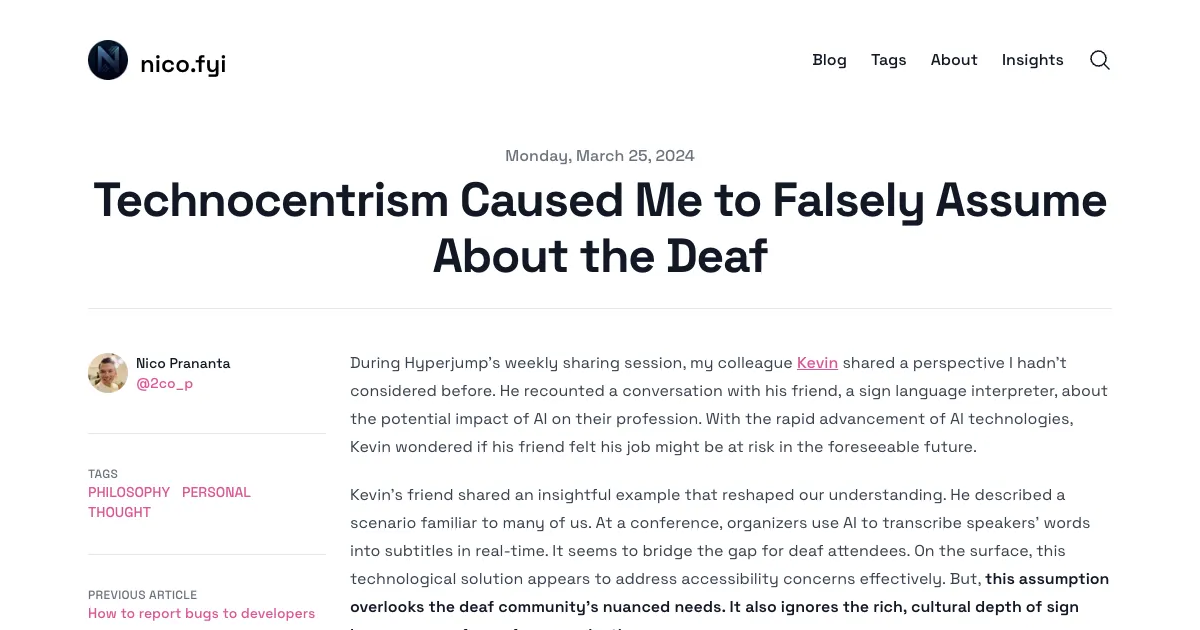 nico.fyi
Blog
Tags
About
Insights
Monday, March 25, 2024
Technocentrism Caused Me to Falsely Assume
About the Deaf
Nico Prananta
@2co_p
TAGS
PHILOSOPHY PERSONAL
THOUGHT
PREVIOUS ARTICLE
How to report bugs to developers
During Hyperjump's weekly sharing session, my colleague Kevin shared a perspective I hadn't
considered before. He recounted a conversation with his friend, a sign language interpreter, about
the potential impact of AI on their profession. With the rapid advancement of AI technologies,
Kevin wondered if his friend felt his job might be at risk in the foreseeable future.
Kevin's friend shared an insightful example that reshaped our understanding. He described a
scenario familiar to many of us. At a conference, organizers use AI to transcribe speakers' words
into subtitles in real-time. It seems to bridge the gap for deaf attendees. On the surface, this
technological solution appears to address accessibility concerns effectively. But, this assumption
overlooks the deaf community's nuanced needs. It also ignores the rich, cultural depth of sign